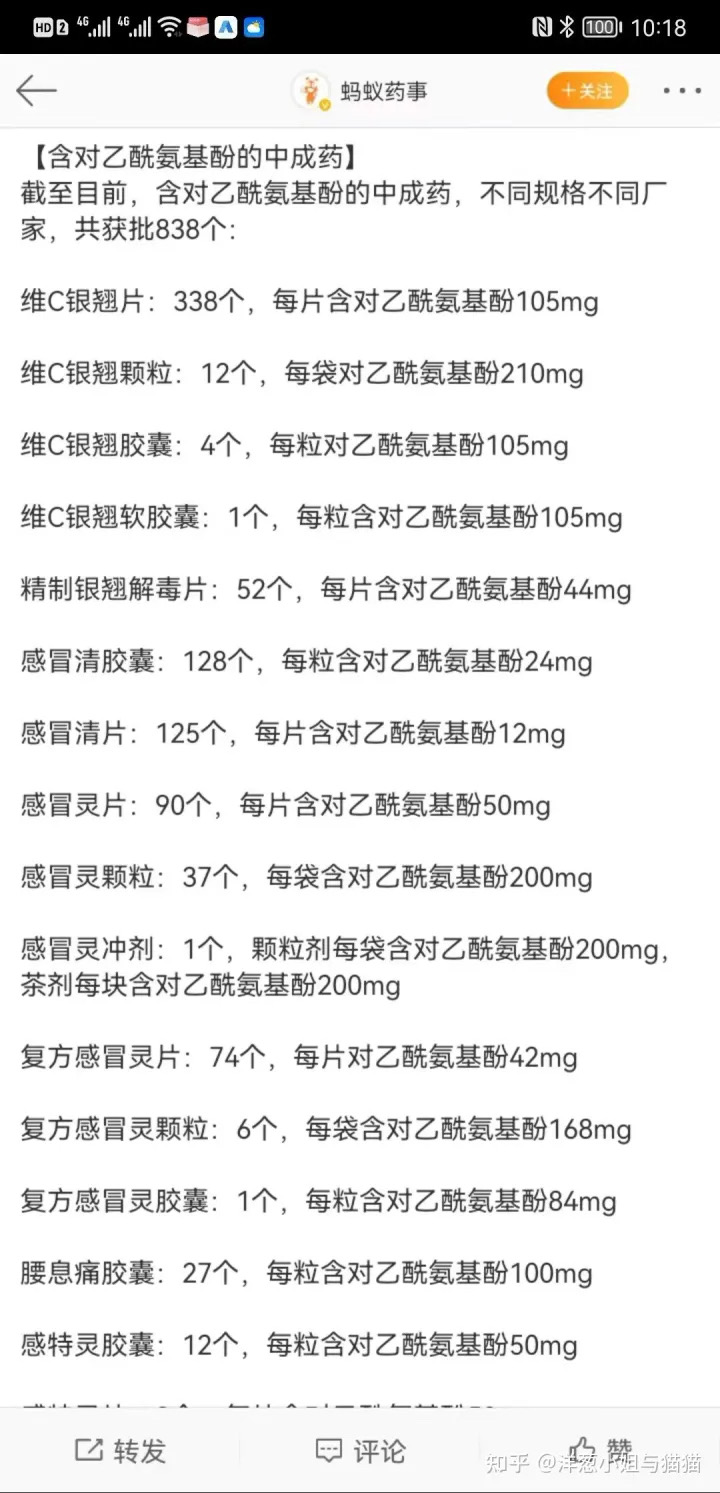 HD 2 4G 4G 100 10:18
蚂蚁药事
+关注
【含对乙酰氨基酚的中成药】
截至目前，含对乙酰氨基酚的中成药，不同规格不同厂
家，共获批838个：
维C银翘片：338个，每片含对乙酰氨基酚105mg
维C银翘颗粒：12个，每袋对乙酰氨基酚210mg
维C银翘胶囊：4个，每粒对乙酰氨基酚105mg
维C银翘软胶囊：1个，每粒含对乙酰氨基酚105mg
精制银翘解毒片：52个，每片含对乙酰氨基酚44mg
感冒清胶囊：128个，每粒含对乙酰氨基酚24mg
感冒清片：125个，每片含对乙酰氨基酚12mg
感冒灵片：90个，每片含对乙酰氨基酚50mg
感冒灵颗粒：37个，每袋含对乙酰氨基酚200mg
感冒灵冲剂：1个，颗粒剂每袋含对乙酰氨基酚200mg，
茶剂每块含对乙酰氨基酚200mg
复方感冒灵片：74个，每片对乙酰氨基酚42mg
复方感冒灵颗粒：6个，每袋含对乙酰氨基酚168mg
复方感冒灵胶囊：1个，每粒含对乙酰氨基酚84mg
腰息痛胶囊：27个，每粒含对乙酰氨基酚100mg
感特灵胶囊：12个，每粒含对乙酰氨基酚50mg
转发
评论
赞
知乎 @洋葱小姐与猫猫